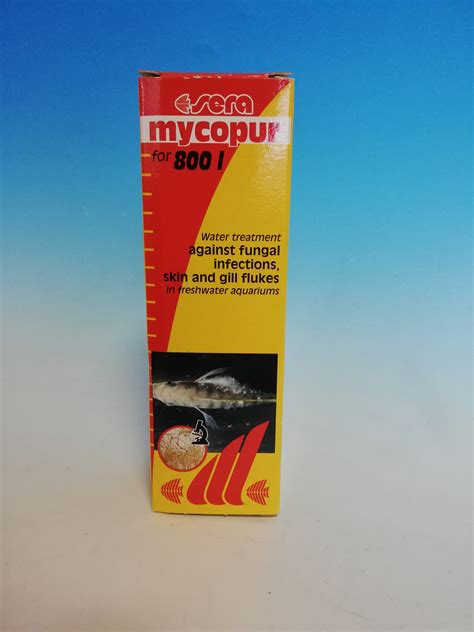 sera
mycopur
for 800 l
Water treatment
against fungal
infections,
skin and gill flukes
in freshwater aquariums